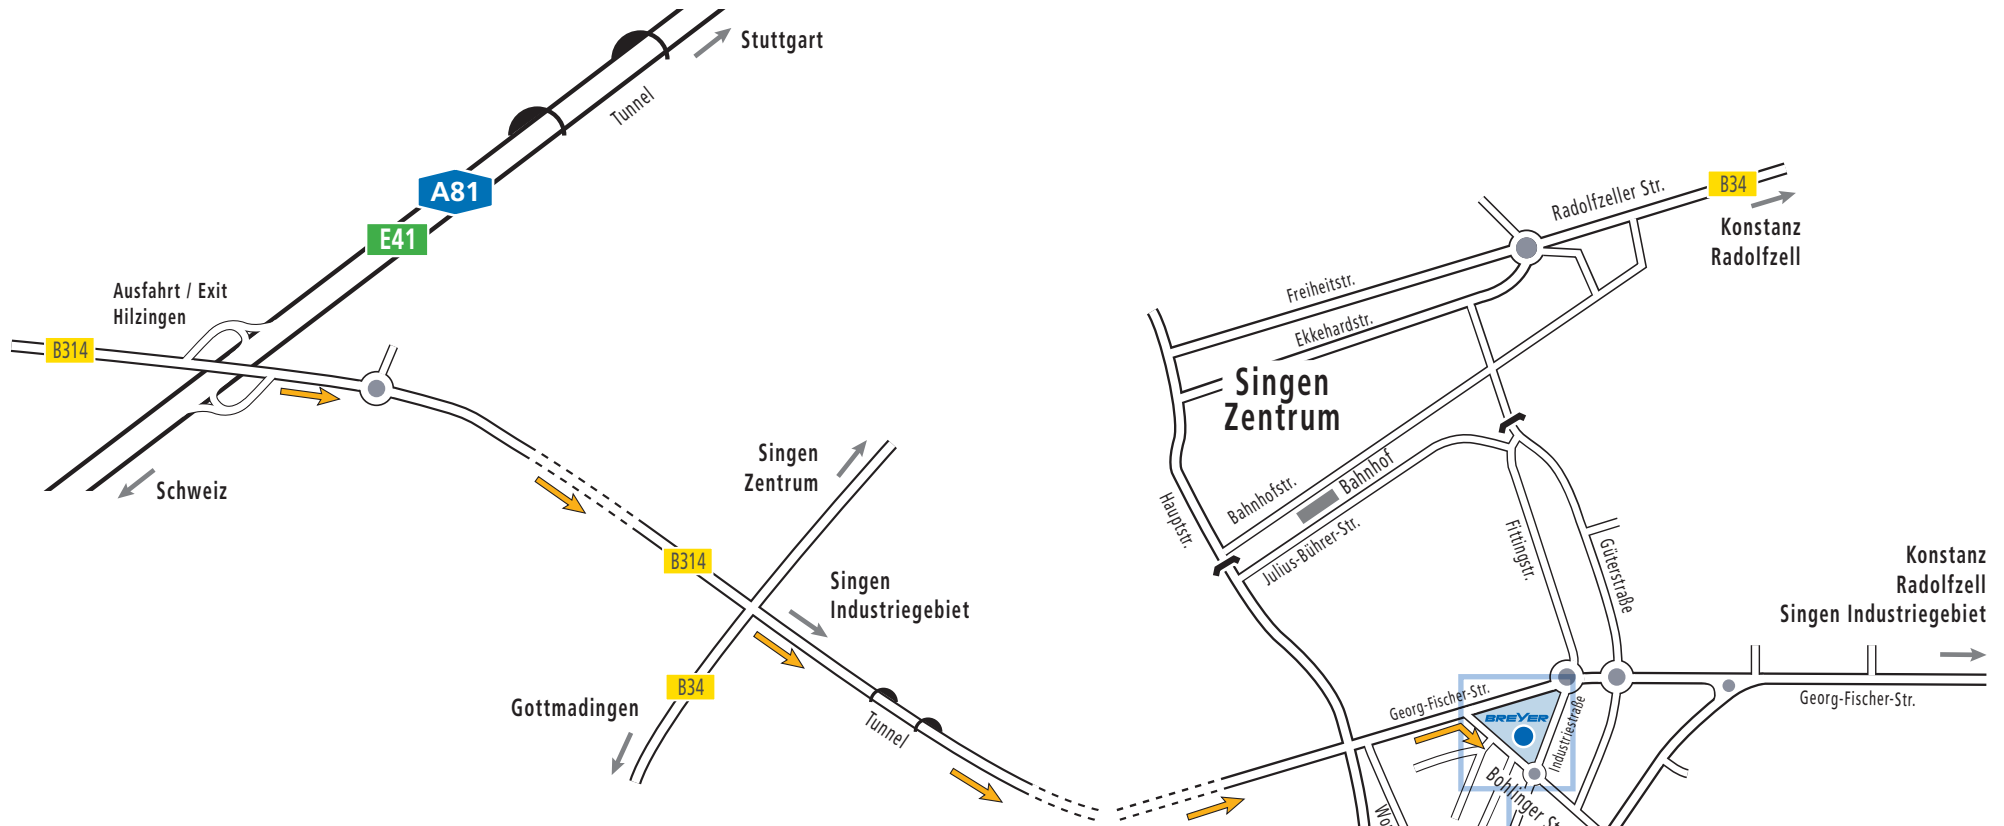 Stuttgart
Tunnel
A81
E41
Ausfahrt / Exit
Hilzingen
B314
Schweiz
Singen
Zentrum
B314
Singen
Industriegebiet
B34
Gottmadingen
Tunnel
Radolfzeller Str.
B34
Konstanz
Radolfzell
Freiheitstr.
Ekkehardstr.
Singen
Zentrum
Bahnhofstr.
Bahnhof
Hauptstr.
Julius-Bührer-Str.
Fittingstr.
Güterstraße
Konstanz
Radolfzell
Singen Industriegebiet
Georg-Fischer-Str.
Georg-Fischer-Str.
BREYER
Industriestraße
Bohlinger